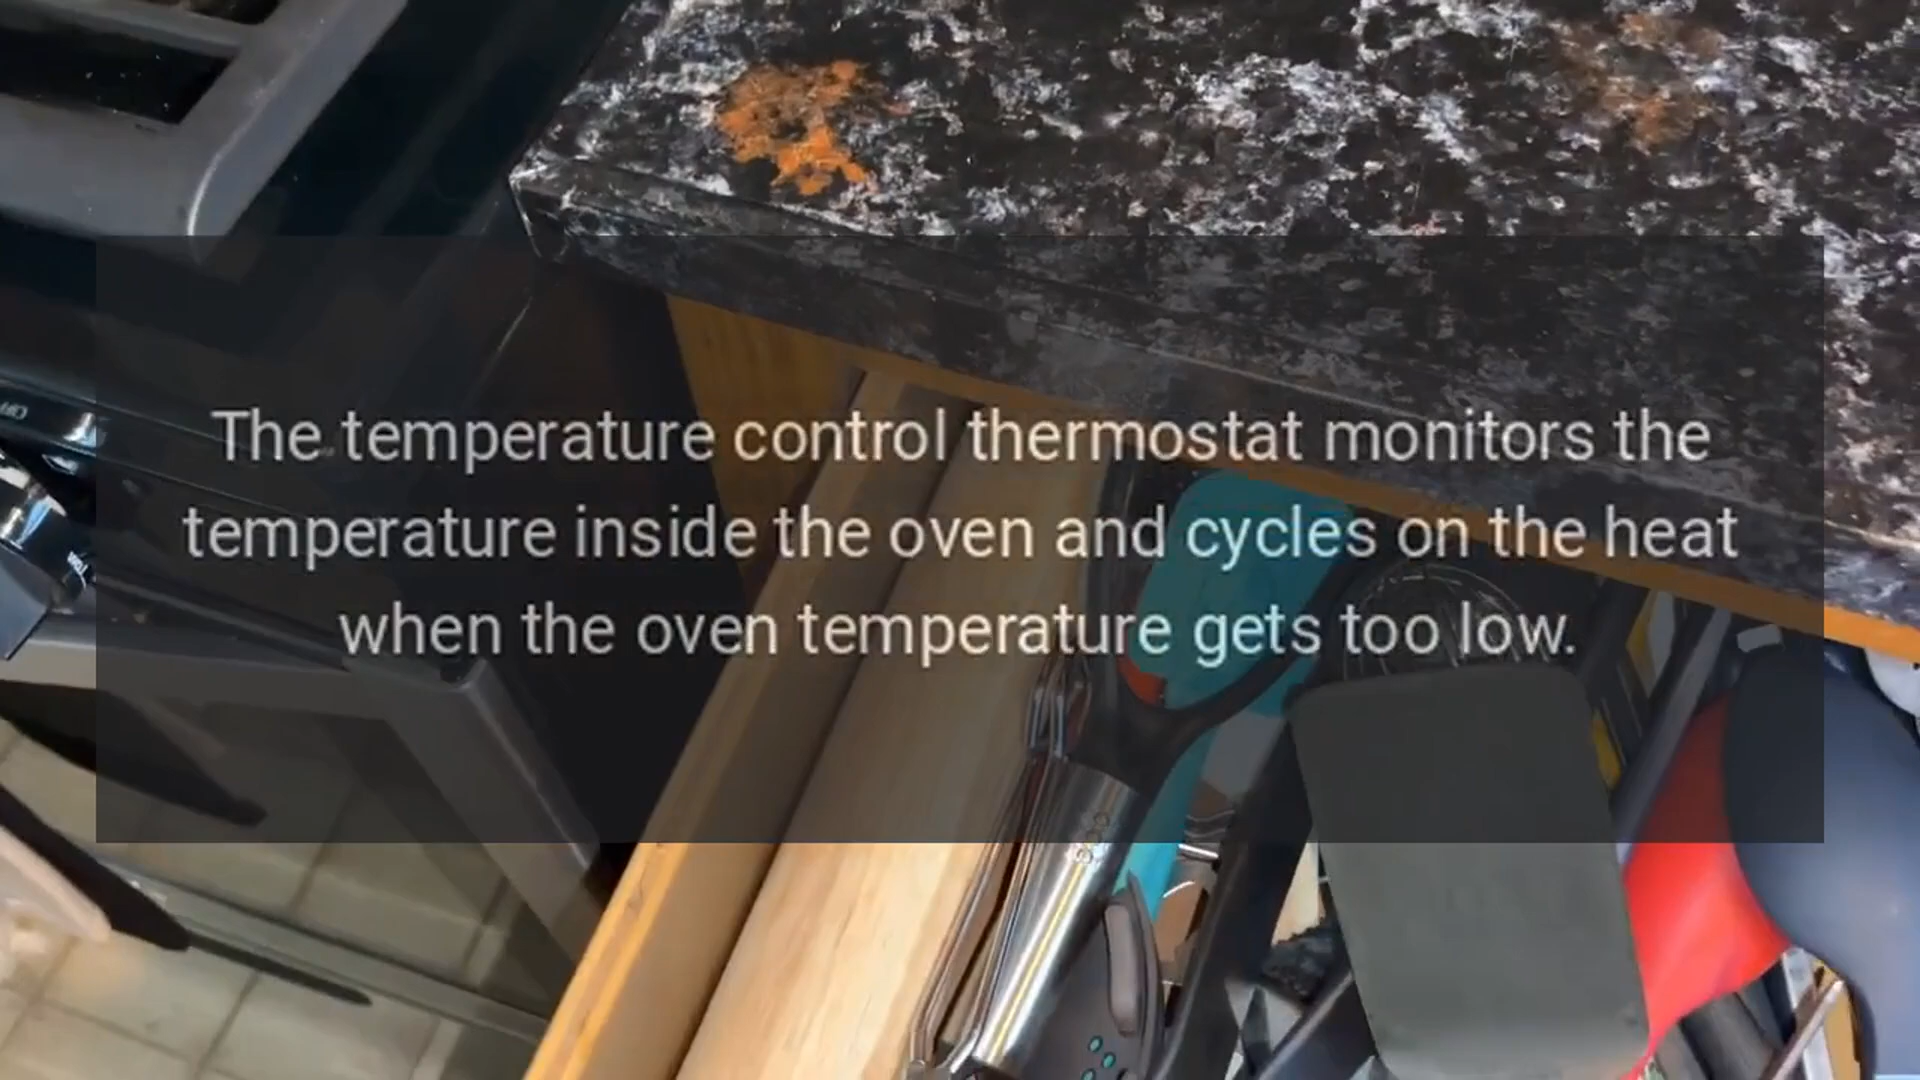 The temperature control thermostat monitors the
temperature inside the oven and cycles on the heat
when the oven temperature gets too low.